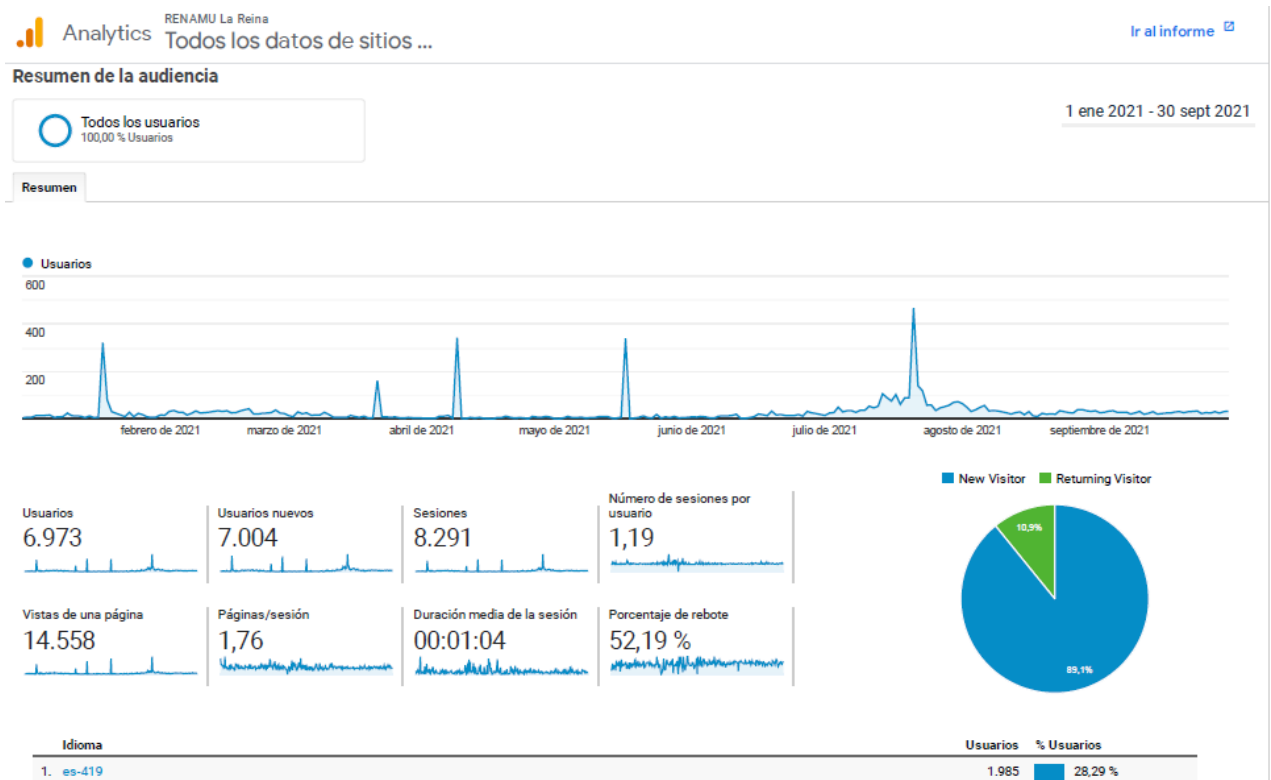 RENAMU La Reina
Analytics Todos los datos de sitios ...
Ir al informe
Resumen de la audiencia
Todos los usuarios
100,00 % Usuarios
1 ene 2021 - 30 sept 2021
Resumen
Usuarios
600
400
200
febrero de 2021 marzo de 2021 abril de 2021 mayo de 2021 junio de 2021 julio de 2021 agosto de 2021 septiembre de 2021
New Visitor Returning Visitor
Usuarios
6.973
Usuarios nuevos
7.004
Sesiones
8.291
Número de sesiones por
usuario
1,19
Vistas de una página
14.558
Páginas/sesión
1,76
Duración media de la sesión
00:01:04
Porcentaje de rebote
52,19 %
10,9%
89,1%
Idioma Usuarios % Usuarios
1. es-419 1.985 28,29 %